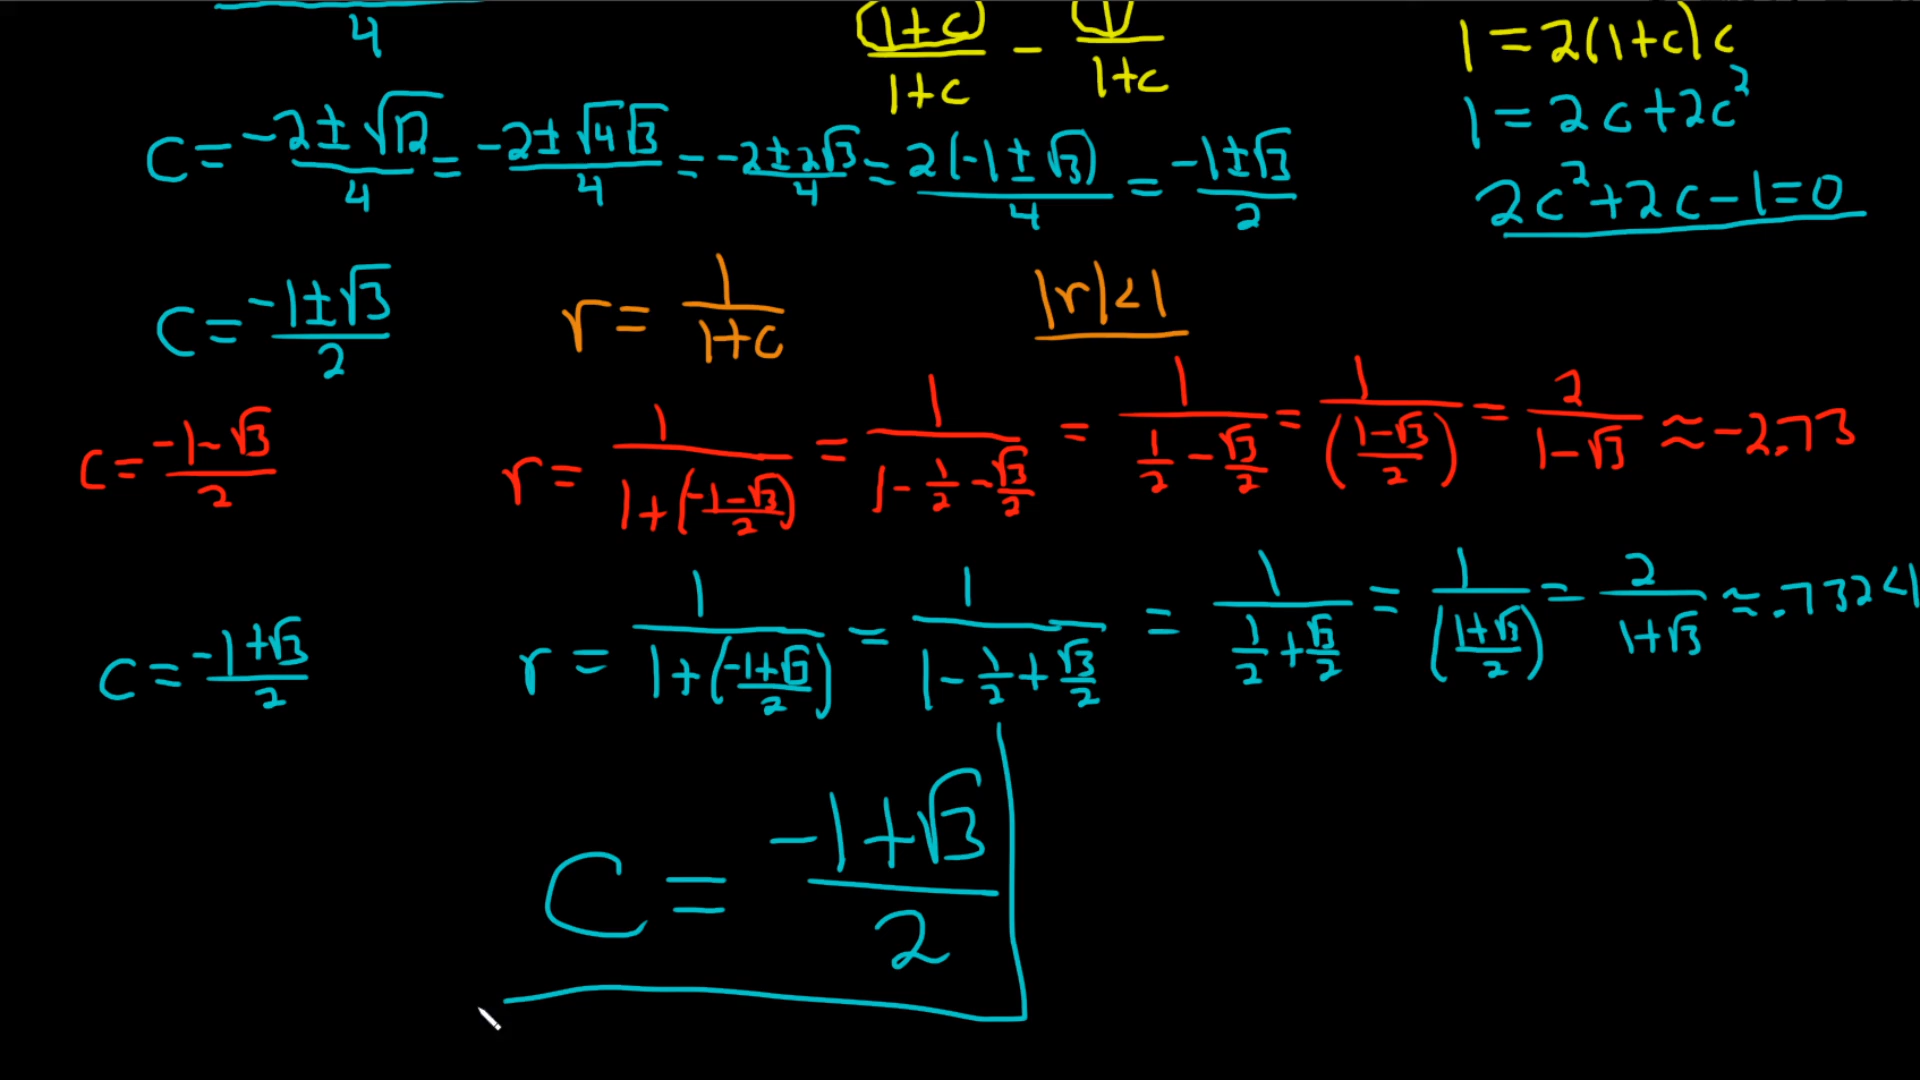 4
(1+c)/(1+c) - 1/(1+c)
1=2(1+c)c
1=2c+2c²
c = (-2±√12)/4 = (-2±√4√3)/4 = (-2±2√3)/4 = 2(-1±√3)/4 = (-1±√3)/2
2c²+2c-1=0
c = (-1±√3)/2
r = 1/(1+c)
|r|<1
c = (-1-√3)/2
r = 1/(1+((-1-√3)/2)) = 1/(1-1/2-√3/2) = 1/(1/2-√3/2) = 1/((1-√3)/2) = 2/(1-√3) ≈ -2.73
c = (-1+√3)/2
r = 1/(1+((-1+√3)/2)) = 1/(1-1/2+√3/2) = 1/(1/2+√3/2) = 1/((1+√3)/2) = 2/(1+√3) ≈ .732<1
C = (-1+√3)/2